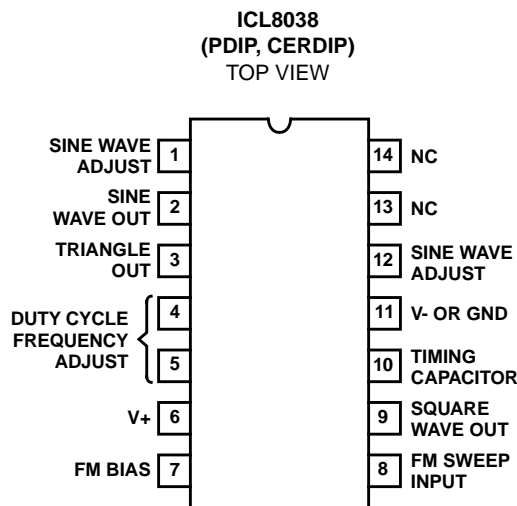 ICL8038
(PDIP, CERDIP)
TOP VIEW
SINE WAVE
ADJUST
1
SINE
WAVE OUT
2
TRIANGLE
OUT
3
DUTY CYCLE
FREQUENCY
ADJUST
4
5
V+
6
FM BIAS
7
14
NC
13
NC
12
SINE WAVE
ADJUST
11
V- OR GND
10
TIMING
CAPACITOR
9
SQUARE
WAVE OUT
8
FM SWEEP
INPUT